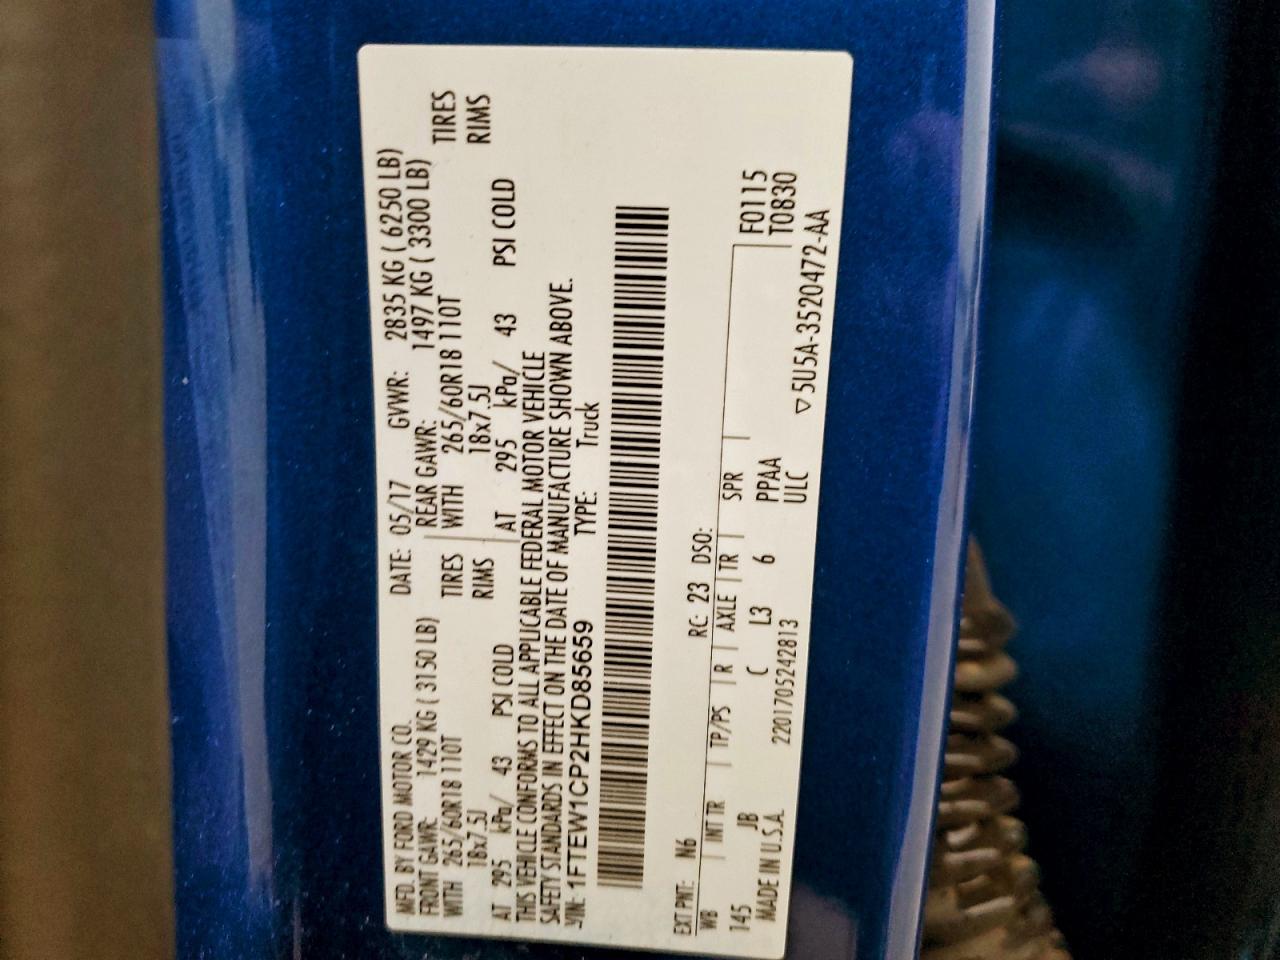 MFD. BY FORD MOTOR CO. DATE: 05/17 GVWR: 2835 KG ( 6250 LB)
FRONT GAWR: 1429 KG ( 3150 LB) REAR GAWR: 1497 KG ( 3300 LB)
WITH 265/60R18 110T TIRES WITH 265/60R18 110T TIRES
18x7.5J RIMS 18x7.5J RIMS
AT 295 kPa/ 43 PSI COLD AT 295 kPa/ 43 PSI COLD
THIS VEHICLE CONFORMS TO ALL APPLICABLE FEDERAL MOTOR VEHICLE
SAFETY STANDARDS IN EFFECT ON THE DATE OF MANUFACTURE SHOWN ABOVE.
VIN: 1FTEW1CP2HKD85659 TYPE: Truck
EXT PNT: N6 RC: 23 DSO:
WB INT TR TP/PS R AXLE TR SPR F0115
145 JB C L3 6 PPAA T0830
MADE IN U.S.A. 2201705242813 ULC ▽5U5A-3520472-AA